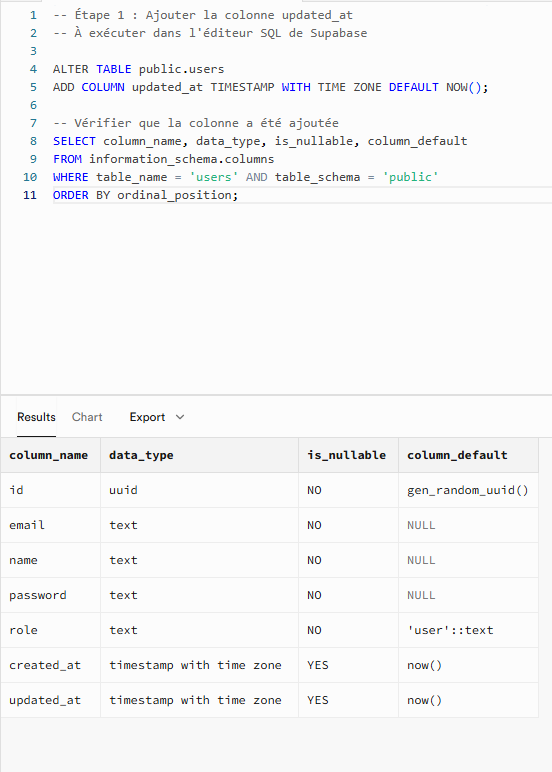 1 -- Étape 1 : Ajouter la colonne updated_at
2 -- À exécuter dans l'éditeur SQL de Supabase
3
4 ALTER TABLE public.users
5 ADD COLUMN updated_at TIMESTAMP WITH TIME ZONE DEFAULT NOW();
6
7 -- Vérifier que la colonne a été ajoutée
8 SELECT column_name, data_type, is_nullable, column_default
9 FROM information_schema.columns
10 WHERE table_name = 'users' AND table_schema = 'public'
11 ORDER BY ordinal_position;
Results Chart Export
column_name data_type is_nullable column_default
id uuid NO gen_random_uuid()
email text NO NULL
name text NO NULL
password text NO NULL
role text NO 'user'::text
created_at timestamp with time zone YES now()
updated_at timestamp with time zone YES now()